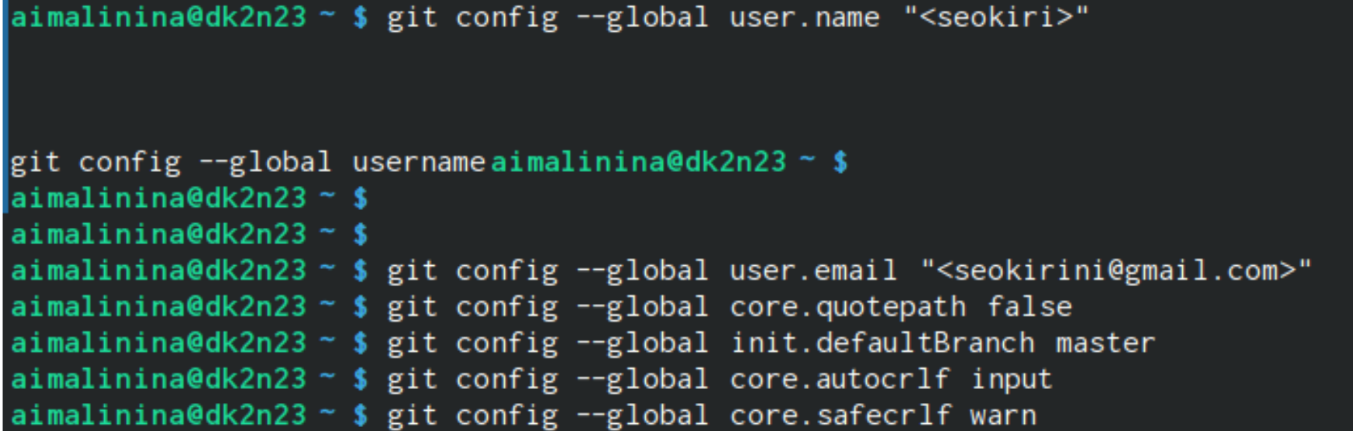 aimalinina@dk2n23 ~ $ git config --global user.name "<seokiri>"
git config --global usernameaimalinina@dk2n23 ~ $
aimalinina@dk2n23 ~ $
aimalinina@dk2n23 ~ $
aimalinina@dk2n23 ~ $ git config --global user.email "<seokirini@gmail.com>"
aimalinina@dk2n23 ~ $ git config --global core.quotepath false
aimalinina@dk2n23 ~ $ git config --global init.defaultBranch master
aimalinina@dk2n23 ~ $ git config --global core.autocrlf input
aimalinina@dk2n23 ~ $ git config --global core.safecrlf warn